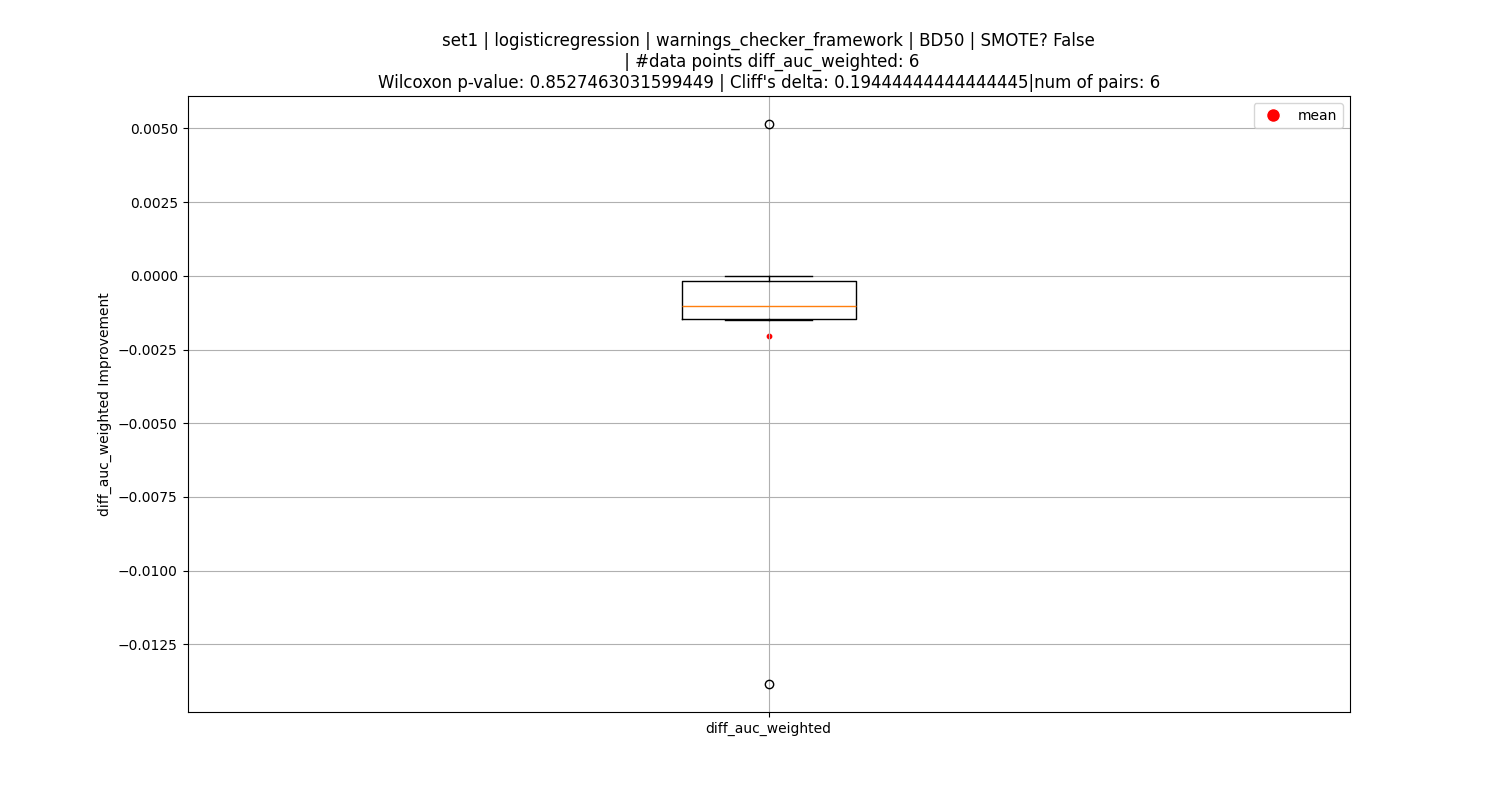 set1 | logisticregression | warnings_checker_framework | BD50 | SMOTE? False
| #data points diff_auc_weighted: 6
Wilcoxon p-value: 0.8527463031599449 | Cliff's delta: 0.19444444444444445|num of pairs: 6
mean
0.0050
0.0025
0.0000
−0.0025
−0.0050
−0.0075
−0.0100
−0.0125
diff_auc_weighted Improvement
diff_auc_weighted